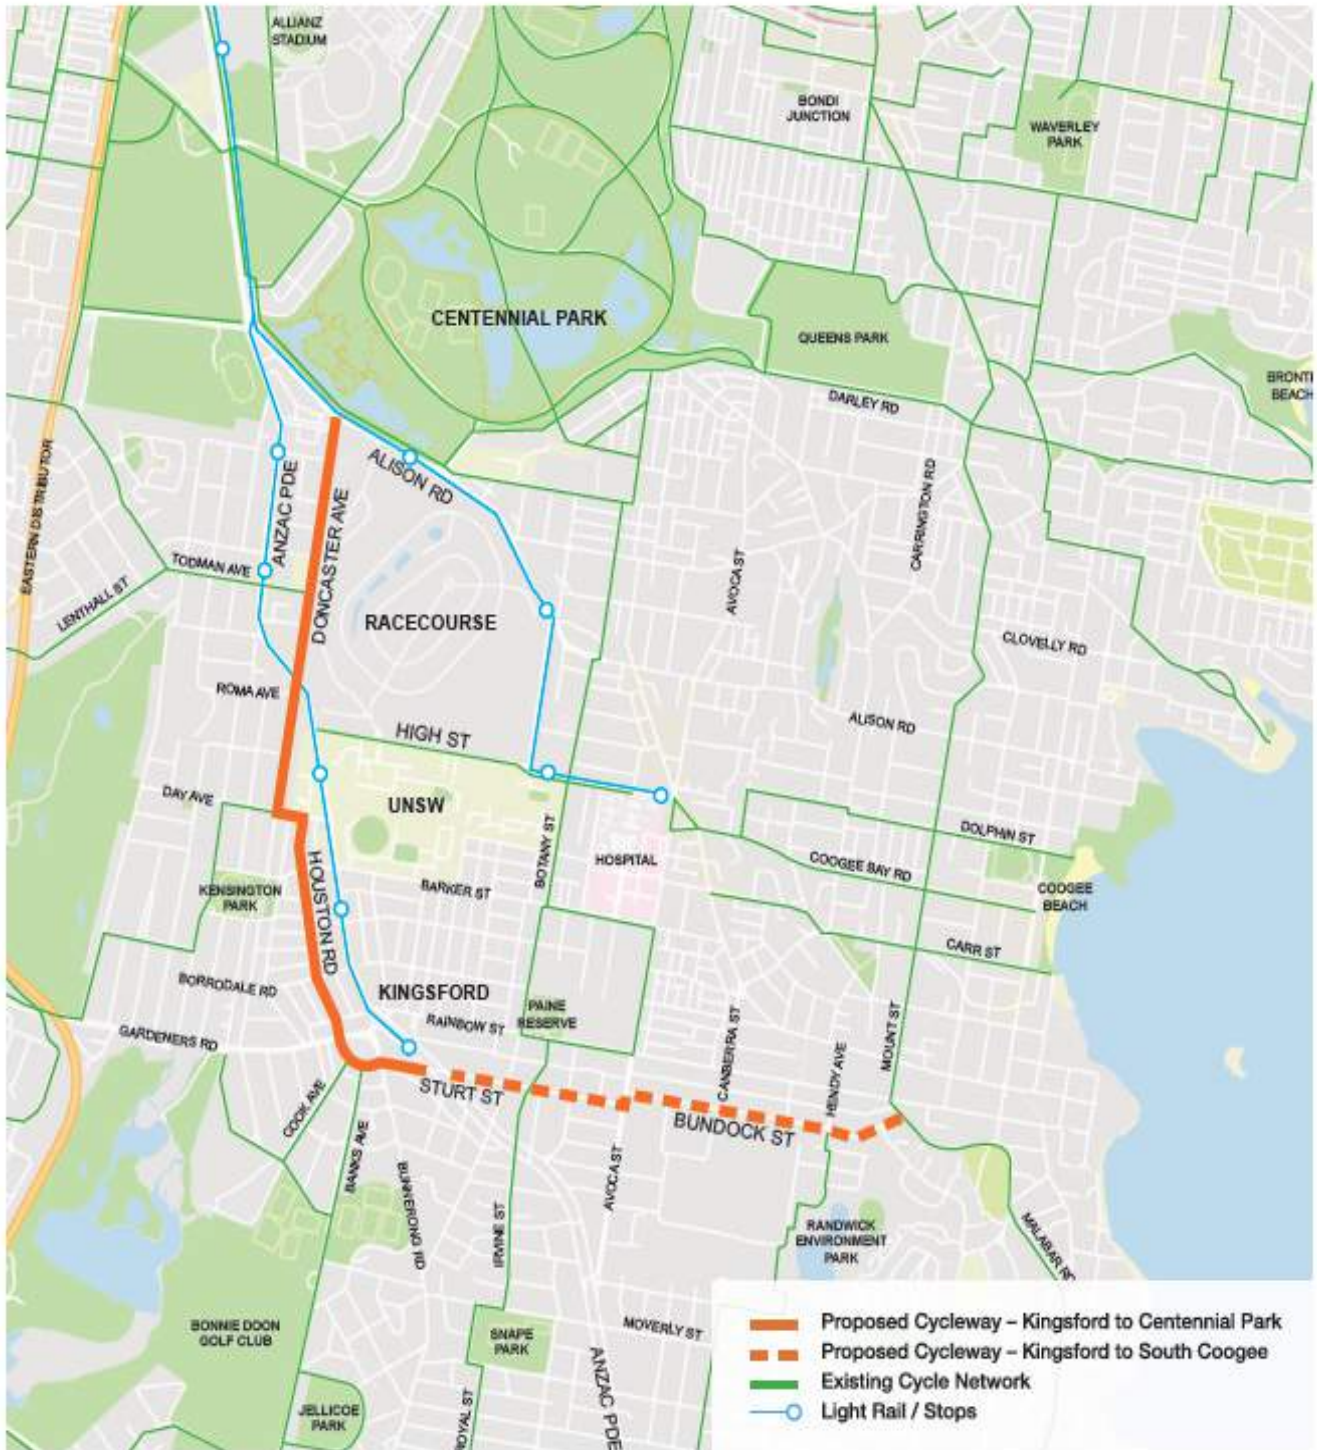 ALLIANZ
STADIUM
BONDI
JUNCTION
WAVERLEY
PARK
CENTENNIAL PARK
QUEENS PARK
BRONTE
BEACH
DARLEY RD
EASTERN DISTRIBUTOR
ANZAC PDE
ALISON RD
DONCASTER AVE
CARRINGTON RD
TODMAN AVE
LENTHALL ST
AVOCA ST
RACECOURSE
CLOVELLY RD
ROMA AVE
HIGH ST
ALISON RD
DAY AVE
UNSW
DOLPHIN ST
BOTANY ST
HOSPITAL
COOGEE BAY RD
KENSINGTON
PARK
HOUSTON RD
BARKER ST
COOGEE
BEACH
CARR ST
BORRODALE RD
KINGSFORD
PAINE
RESERVE
RAINBOW ST
GARDENERS RD
CANBERRA ST
HENDY AVE
MOUNT ST
COOK AVE
STURT ST
BUNDOCK ST
BANKS AVE
BUNNERONG RD
IRVINE ST
AVOCA ST
RANDWICK
ENVIRONMENT
PARK
MALABAR RD
BONNIE DOON
GOLF CLUB
SNAPE
PARK
MOVERLY ST
ANZAC PDE
JELLICOE
PARK
ROYAL ST
Proposed Cycleway – Kingsford to Centennial Park
Proposed Cycleway – Kingsford to South Coogee
Existing Cycle Network
Light Rail / Stops